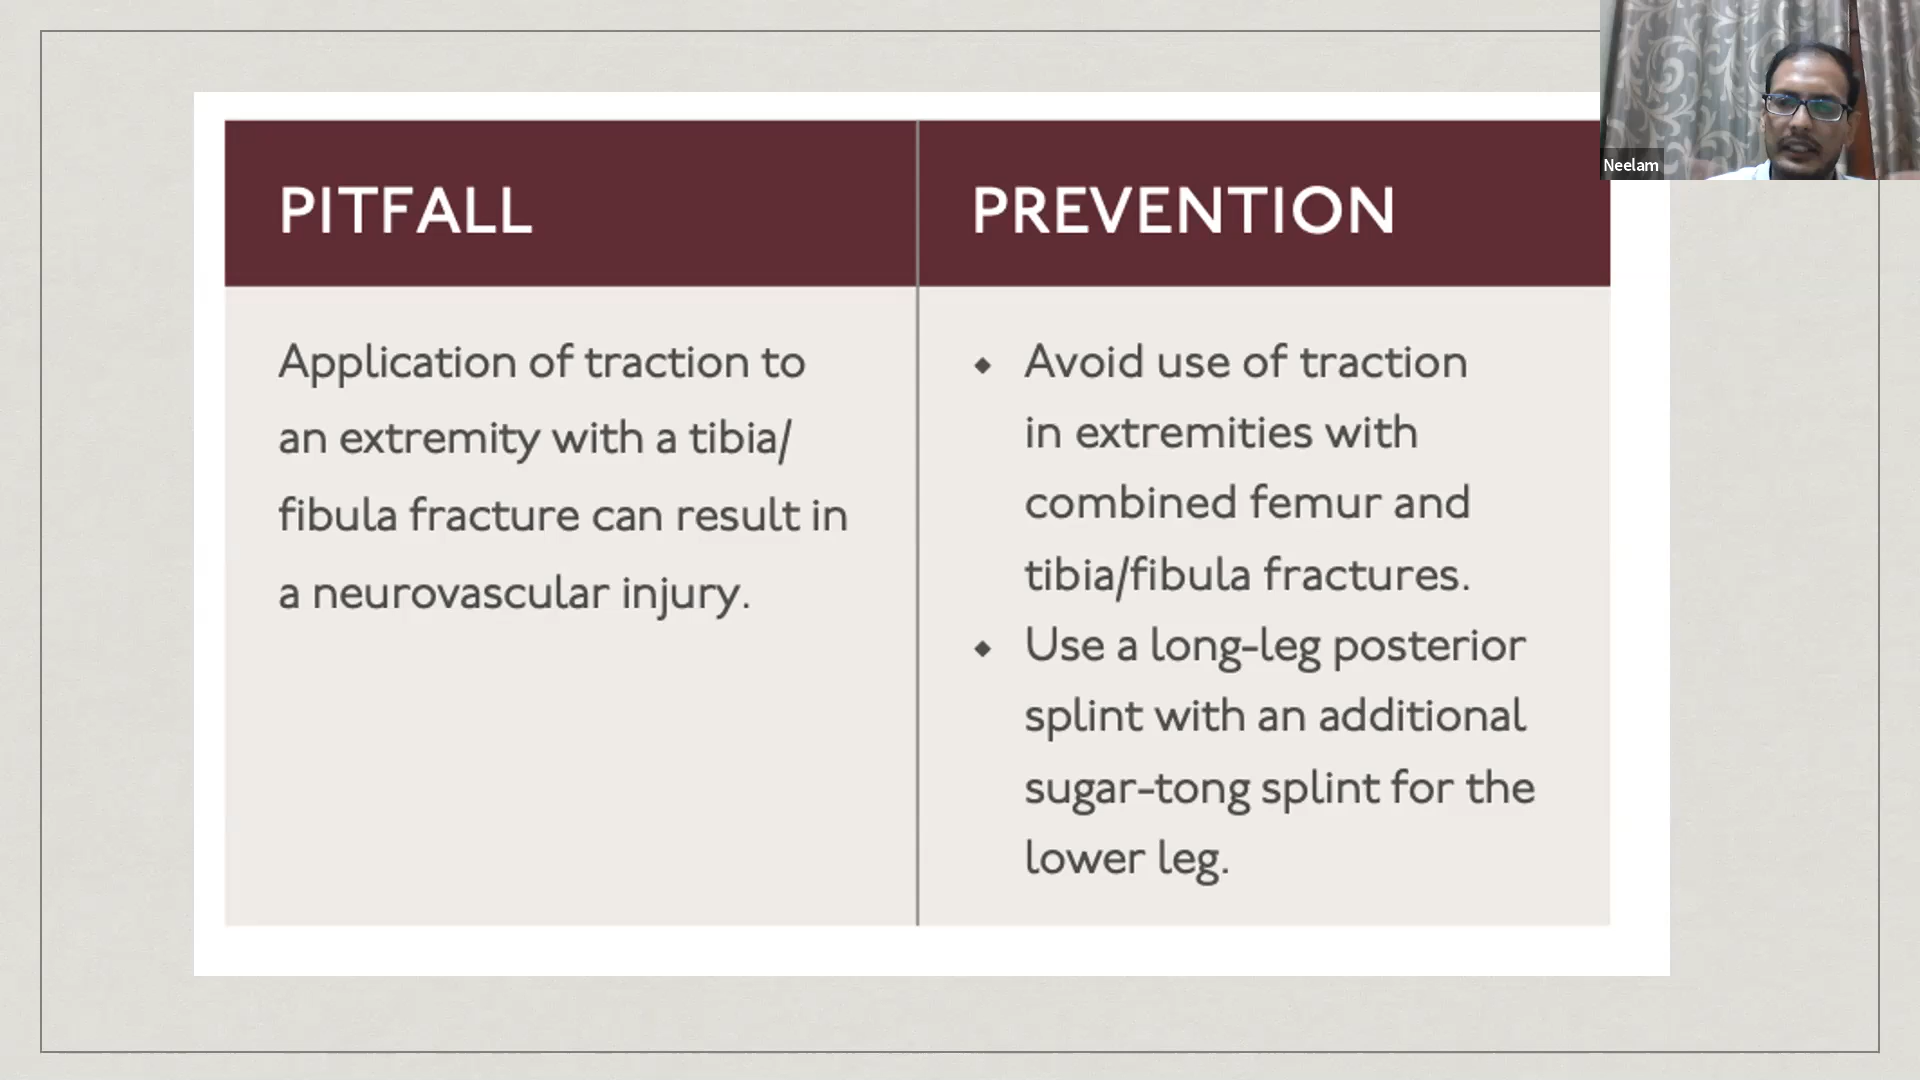 PITFALL
Application of traction to
an extremity with a tibia/
fibula fracture can result in
a neurovascular injury.
PREVENTION
Avoid use of traction
in extremities with
combined femur and
tibia/fibula fractures.
Use a long-leg posterior
splint with an additional
sugar-tong splint for the
lower leg.
Neelam